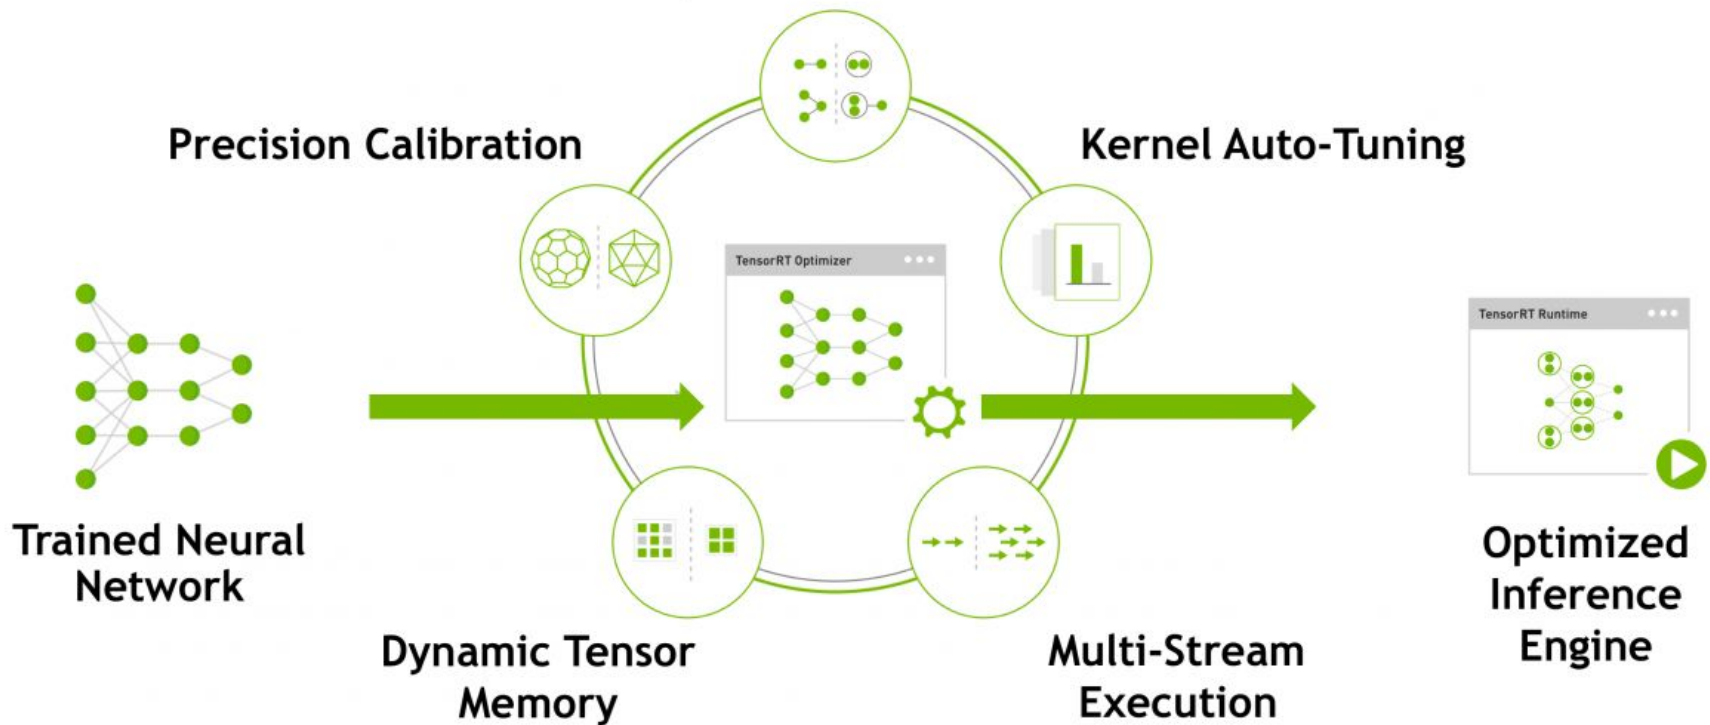 Precision Calibration
Kernel Auto-Tuning
TensorRT Optimizer
TensorRT Runtime
Trained Neural
Network
Optimized
Inference
Engine
Dynamic Tensor
Memory
Multi-Stream
Execution